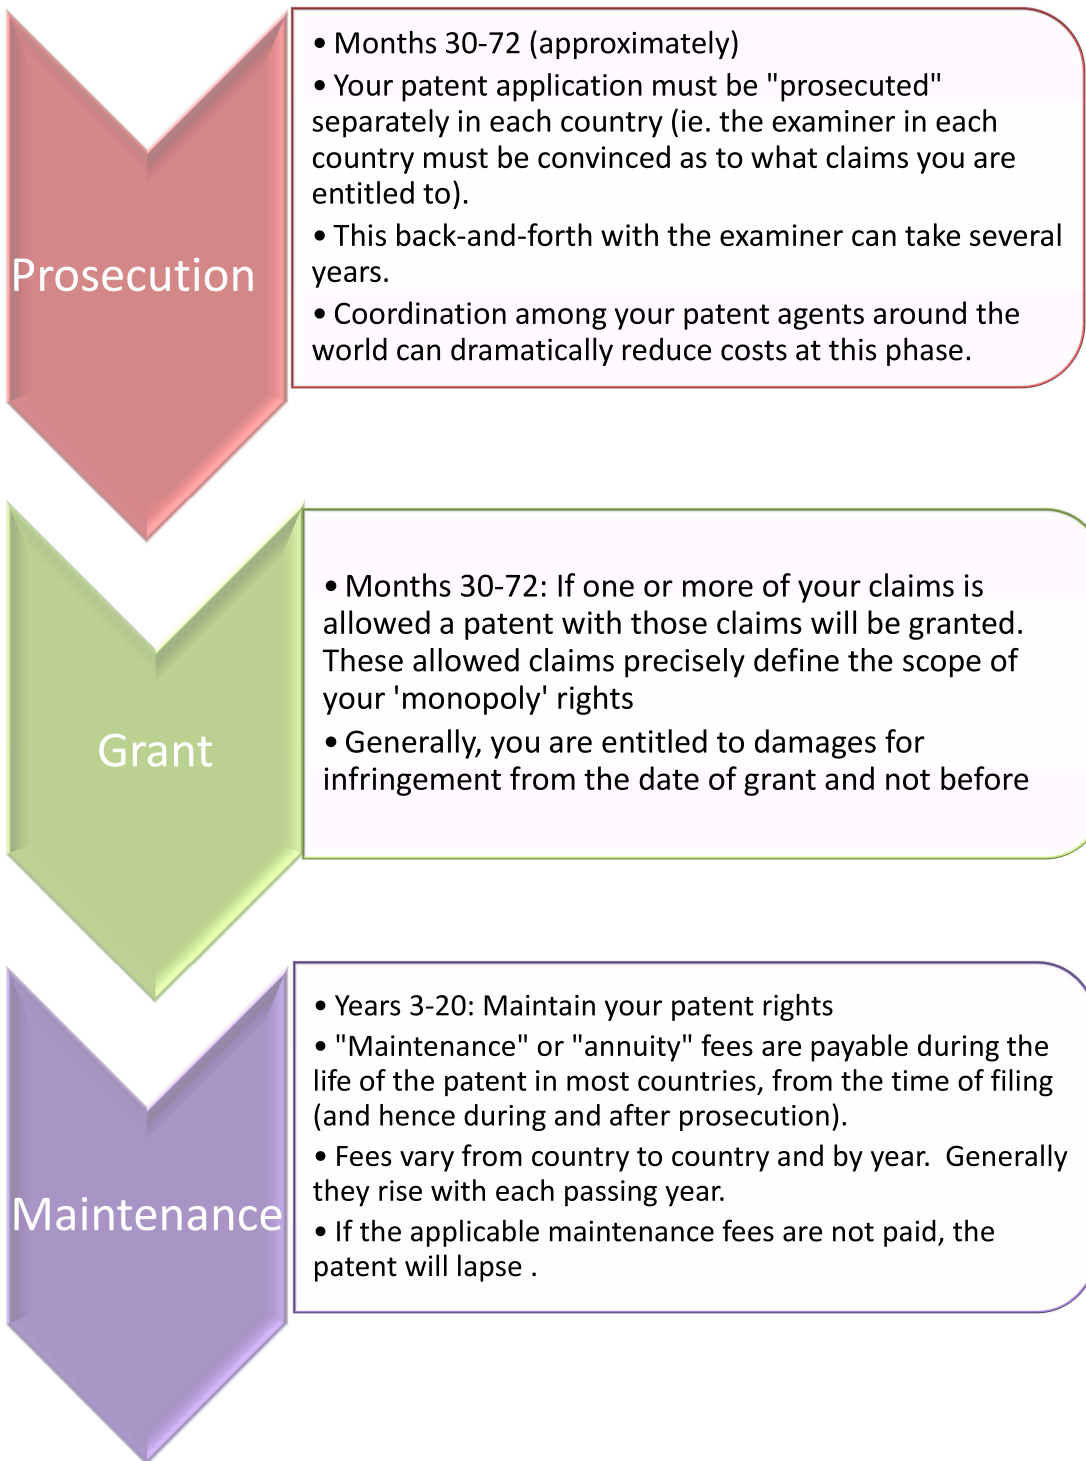 Prosecution
• Months 30-72 (approximately)
• Your patent application must be "prosecuted"
separately in each country (ie. the examiner in each
country must be convinced as to what claims you are
entitled to).
• This back-and-forth with the examiner can take several
years.
• Coordination among your patent agents around the
world can dramatically reduce costs at this phase.
Grant
• Months 30-72: If one or more of your claims is
allowed a patent with those claims will be granted.
These allowed claims precisely define the scope of
your 'monopoly' rights
• Generally, you are entitled to damages for
infringement from the date of grant and not before
Maintenance
• Years 3-20: Maintain your patent rights
• "Maintenance" or "annuity" fees are payable during the
life of the patent in most countries, from the time of filing
(and hence during and after prosecution).
• Fees vary from country to country and by year.  Generally
they rise with each passing year.
• If the applicable maintenance fees are not paid, the
patent will lapse .